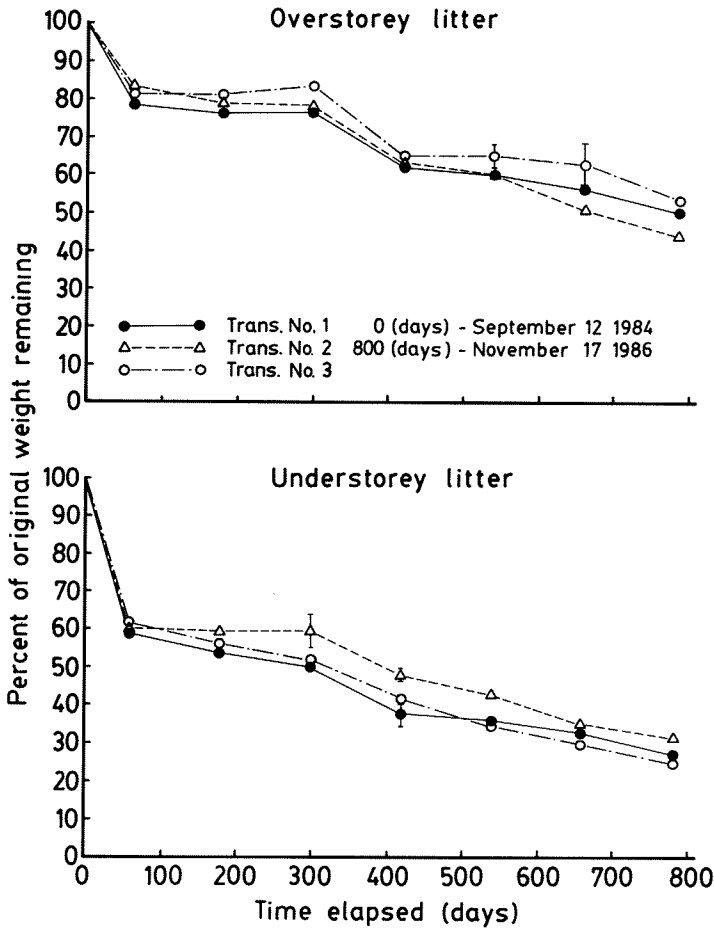 Overstorey litter
100
90
80
70
60
50
40
30
20
10
0
Trans. No. 1 0 (days) - September 12 1984
Trans. No. 2 800 (days) - November 17 1986
Trans. No. 3
Percent of original weight remaining
Understorey litter
100
90
80
70
60
50
40
30
20
10
0
0 100 200 300 400 500 600 700 800
Time elapsed (days)